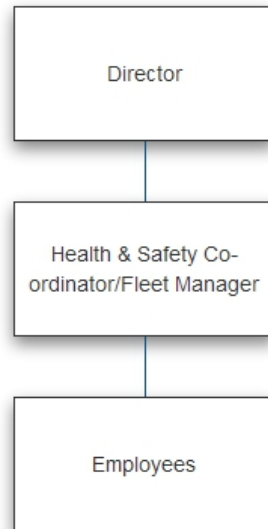 Director
Health & Safety Co-
ordinator/Fleet Manager
Employees